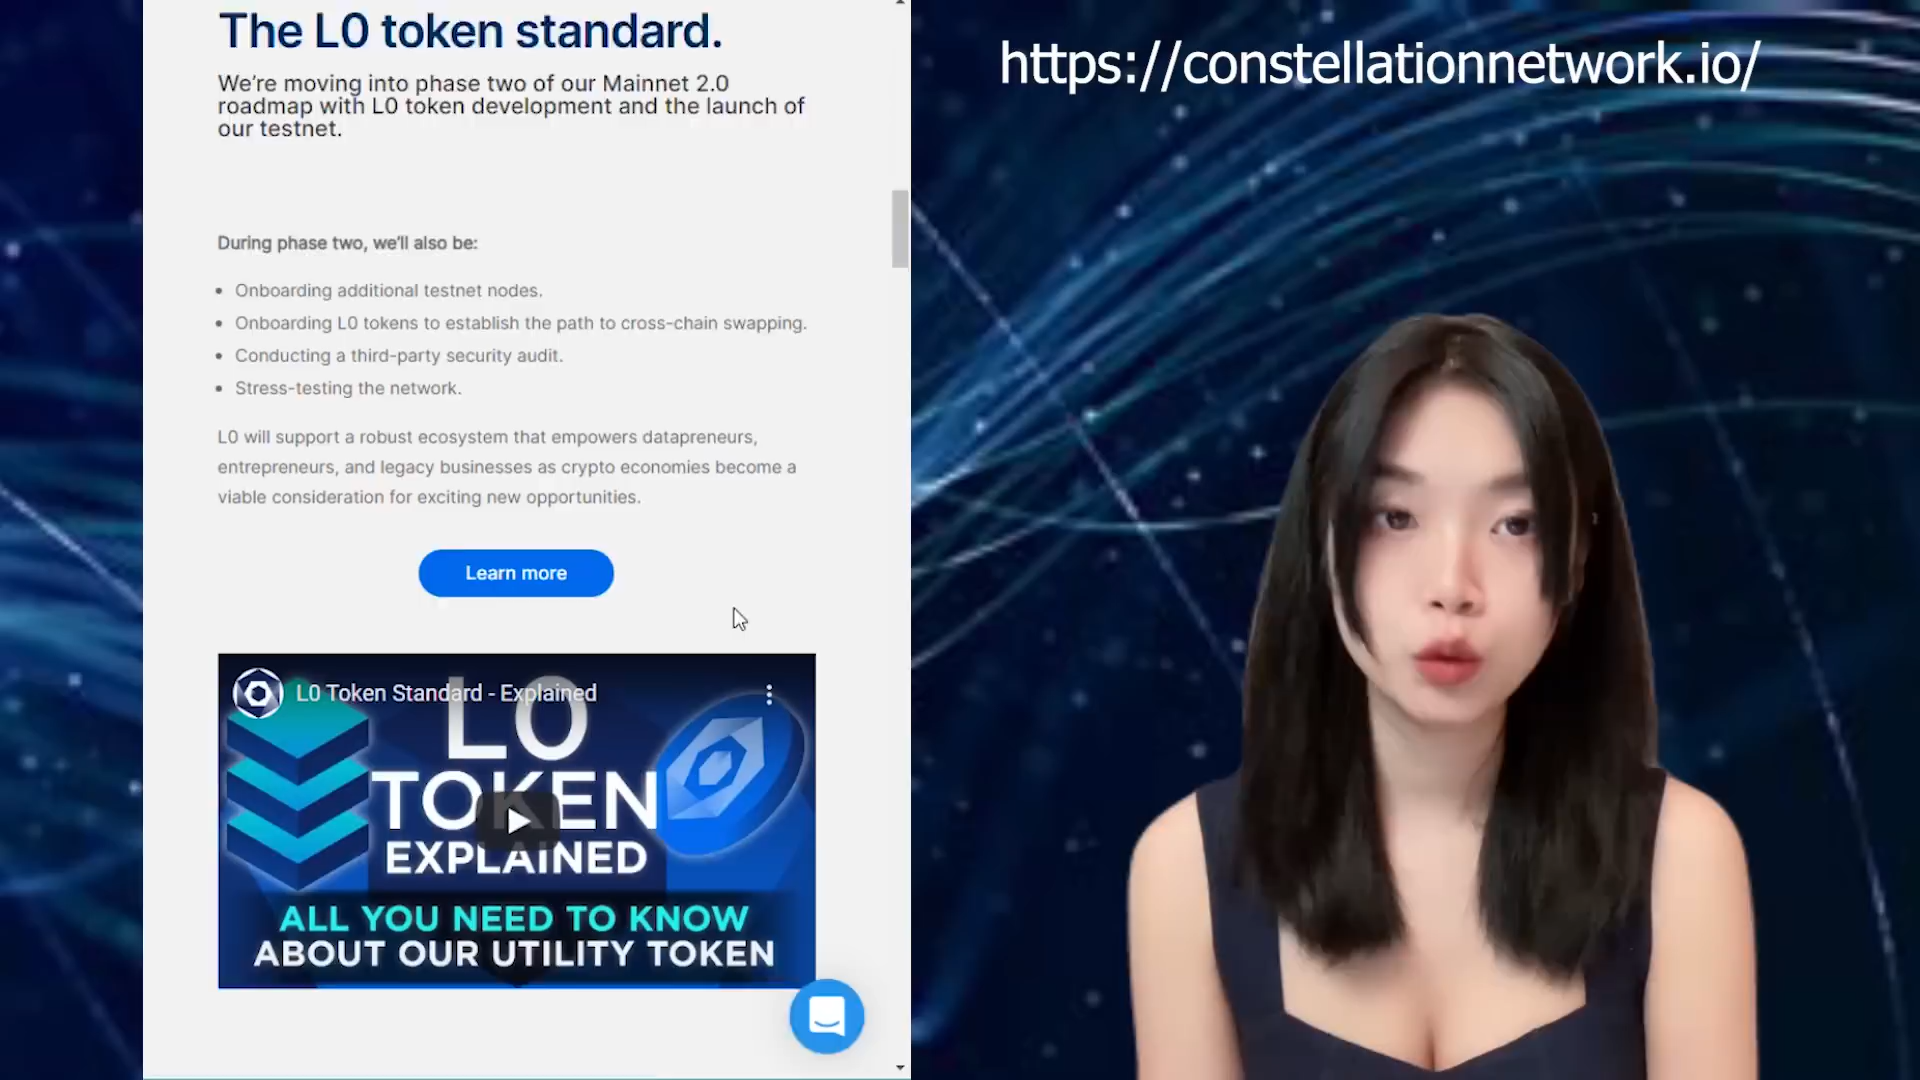 The L0 token standard.
We're moving into phase two of our Mainnet 2.0
roadmap with L0 token development and the launch of
our testnet.
During phase two, we'll also be:
Onboarding additional testnet nodes.
Onboarding L0 tokens to establish the path to cross-chain swapping.
Conducting a third-party security audit.
Stress-testing the network.
L0 will support a robust ecosystem that empowers datapreneurs,
entrepreneurs, and legacy businesses as crypto economies become a
viable consideration for exciting new opportunities.
Learn more
L0 Token Standard - Explained
L0
TOKEN
EXPLAINED
ALL YOU NEED TO KNOW
ABOUT OUR UTILITY TOKEN
https://constellationnetwork.io/